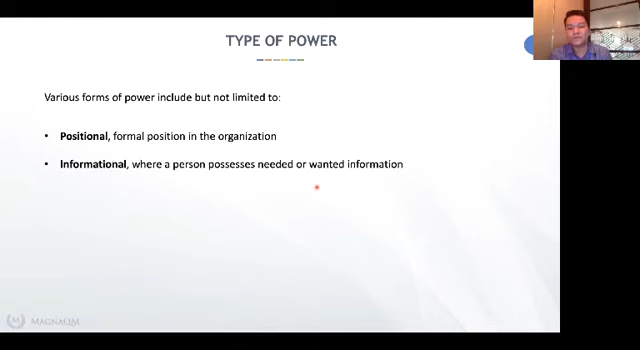 TYPE OF POWER
Various forms of power include but not limited to:
• Positional, formal position in the organization
• Informational, where a person possesses needed or wanted information
MAGNALIM